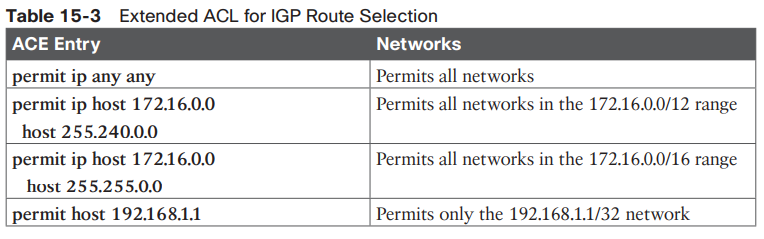 Table 15-3 Extended ACL for IGP Route Selection
ACE Entry Networks
permit ip any any Permits all networks
permit ip host 172.16.0.0 Permits all networks in the 172.16.0.0/12 range
host 255.240.0.0
permit ip host 172.16.0.0 Permits all networks in the 172.16.0.0/16 range
host 255.255.0.0
permit host 192.168.1.1 Permits only the 192.168.1.1/32 network